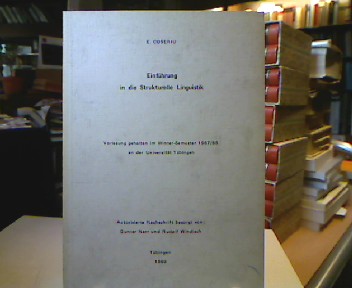 E. COSERIU
Einführung
in die Strukturelle Linguistik
Vorlesung gehalten im Winter-Semester 1967/68
an der Universität Tübingen
Autorisierte Nachschrift besorgt von:
Gunter Narr und Rudolf Windisch
Tübingen